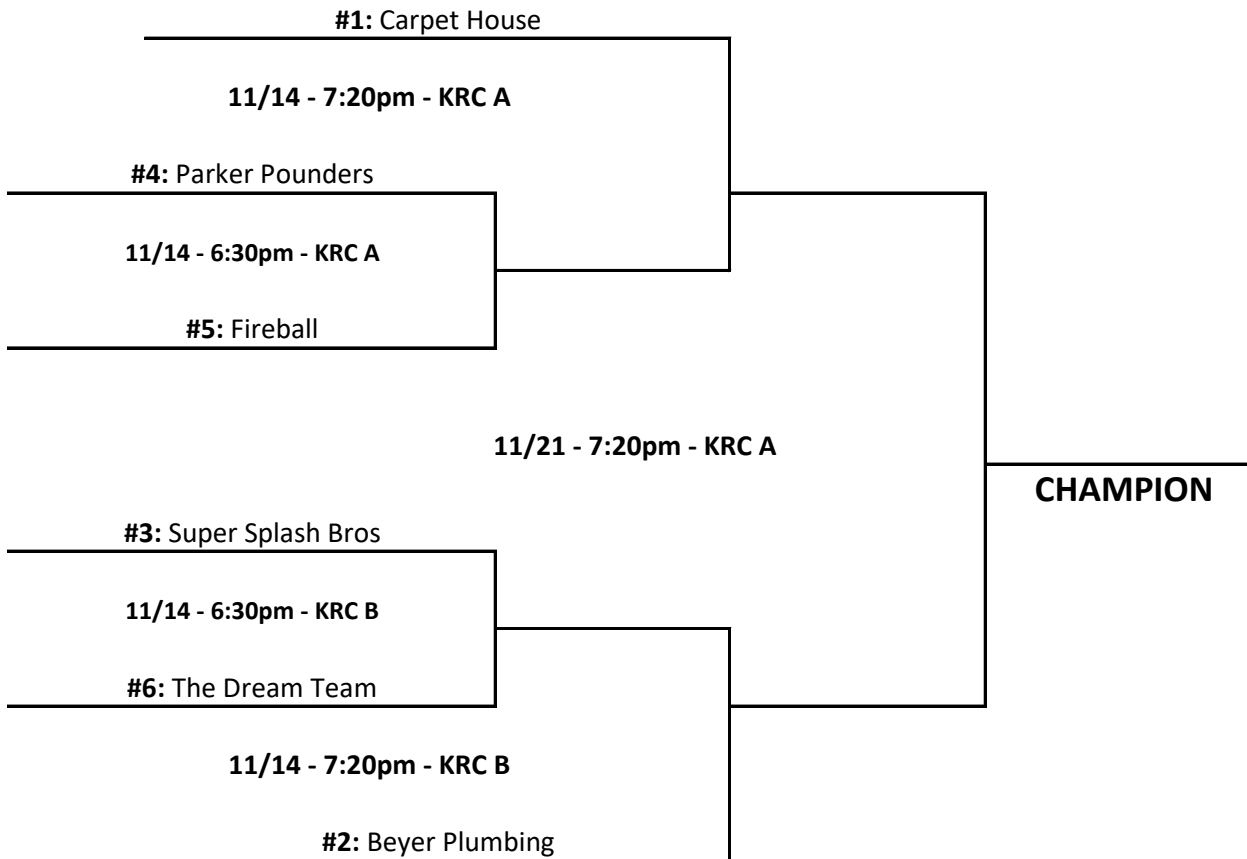 #1: Carpet House
11/14 - 7:20pm - KRC A
#4: Parker Pounders
11/14 - 6:30pm - KRC A
#5: Fireball
11/21 - 7:20pm - KRC A
CHAMPION
#3: Super Splash Bros
11/14 - 6:30pm - KRC B
#6: The Dream Team
11/14 - 7:20pm - KRC B
#2: Beyer Plumbing